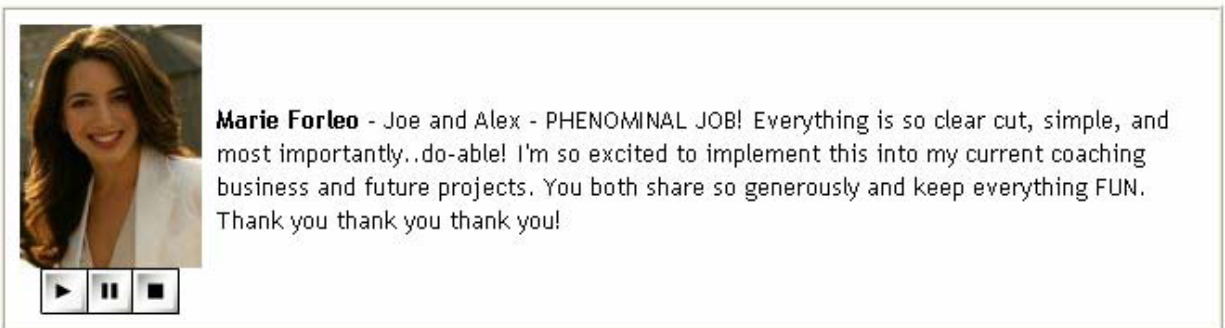 Marie Forleo - Joe and Alex - PHENOMINAL JOB! Everything is so clear cut, simple, and
most importantly..do-able! I'm so excited to implement this into my current coaching
business and future projects. You both share so generously and keep everything FUN.
Thank you thank you thank you!